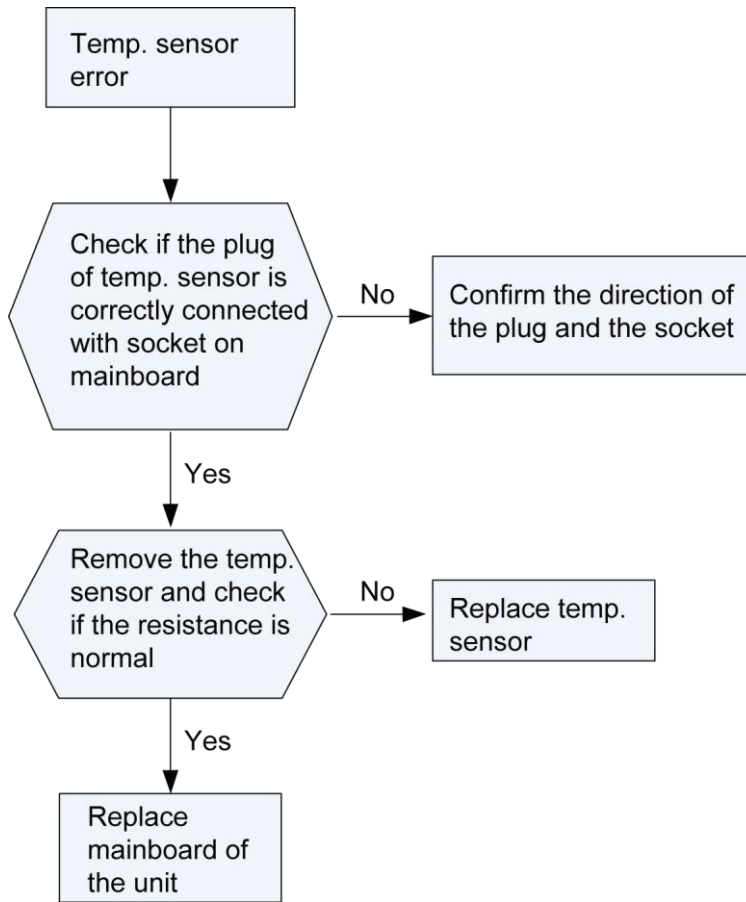 Temp. sensor
error
Check if the plug
of temp. sensor is
correctly connected
with socket on
mainboard
No
Confirm the direction of
the plug and the socket
Yes
Remove the temp.
sensor and check
if the resistance is
normal
No
Replace temp.
sensor
Yes
Replace
mainboard of
the unit